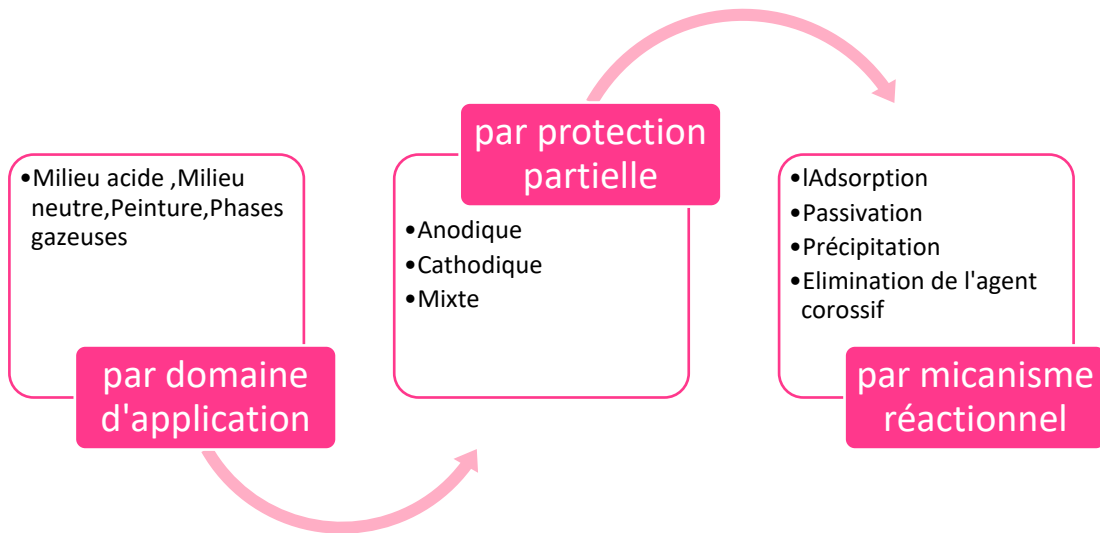 •Milieu acide ,Milieu
neutre,Peinture,Phases
gazeuses
par domaine
d'application
par protection
partielle
•Anodique
•Cathodique
•Mixte
•lAdsorption
•Passivation
•Précipitation
•Elimination de l'agent
corossif
par micanisme
réactionnel